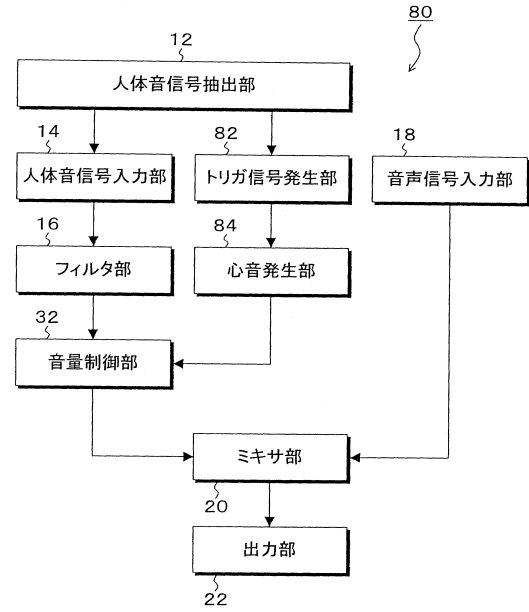 80
12
人体音信号抽出部
14
82
18
人体音信号入力部
トリガ信号発生部
音声信号入力部
16
84
フィルタ部
心音発生部
32
音量制御部
ミキサ部
20
出力部
22